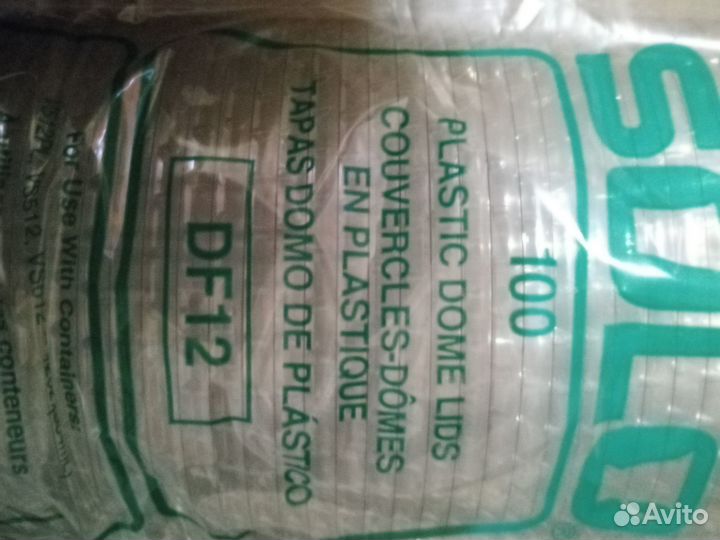 SOLO
®
100
PLASTIC DOME LIDS
COUVERCLES-DÔMES
EN PLASTIQUE
TAPAS DOMO DE PLÁSTICO
DF12
For Use With Containers:
VS512,
conteneurs
Avito